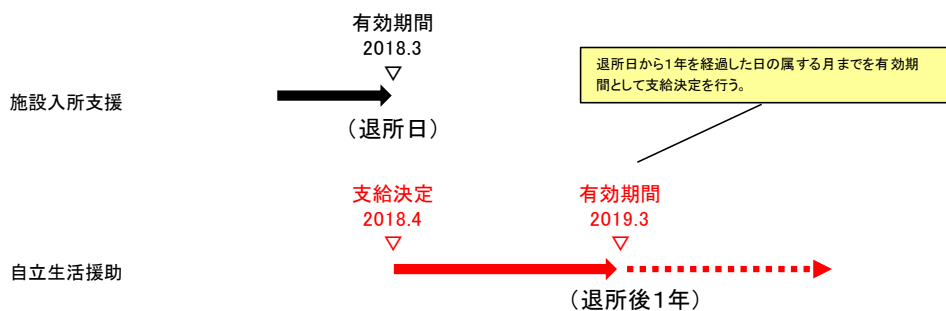 有効期間
2018.3
▽
退所日から1年を経過した日の属する月までを有効期
間として支給決定を行う。
施設入所支援
（退所日）
支給決定
2018.4
▽
有効期間
2019.3
▽
自立生活援助
（退所後1年）